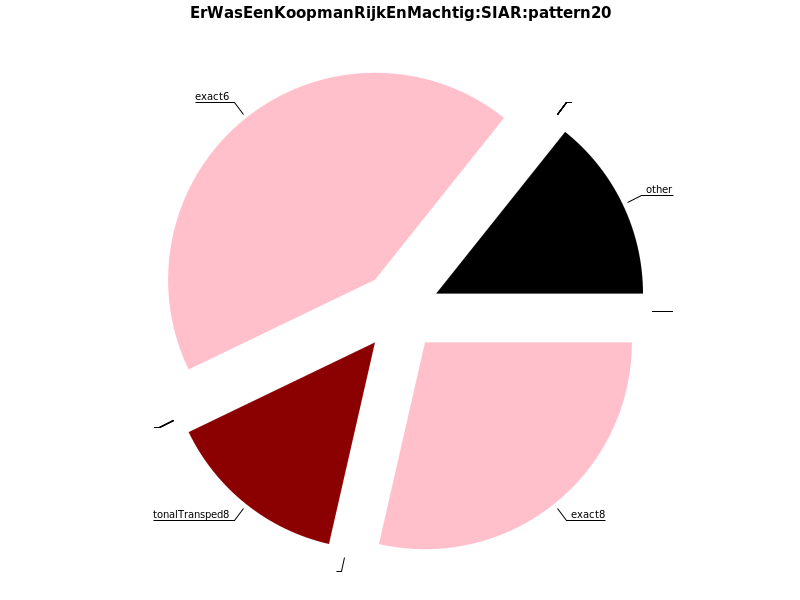 ErWasEenKoopmanRijkEnMachtig:SIAR:pattern20
exact6
other
tonalTransped8
exact8